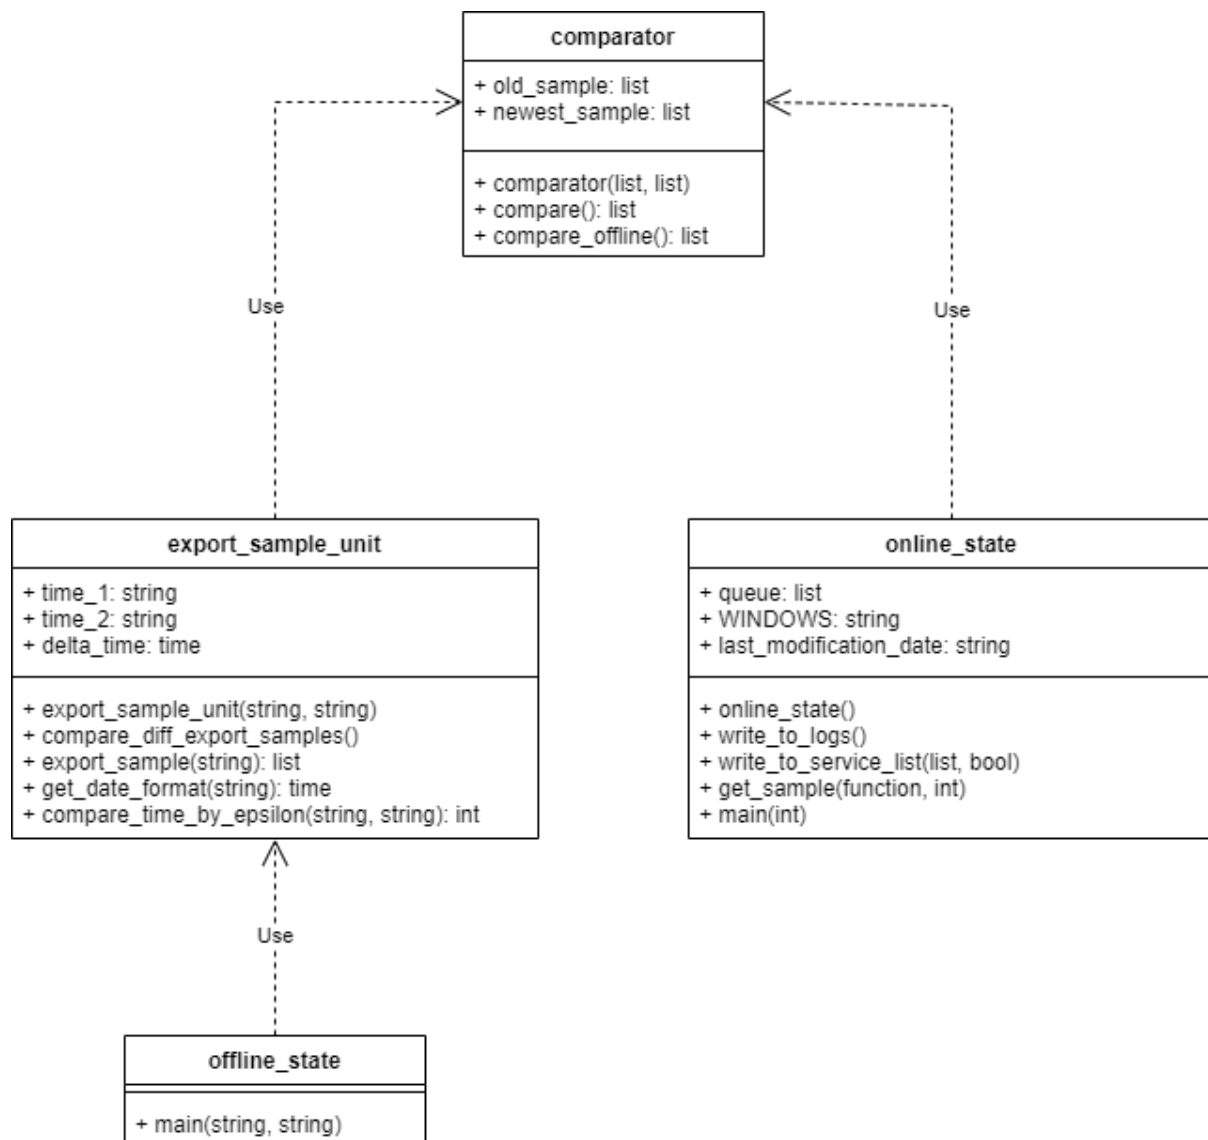 comparator
+ old_sample: list
+ newest_sample: list
+ comparator(list, list)
+ compare(): list
+ compare_offline(): list
Use
Use
export_sample_unit
+ time_1: string
+ time_2: string
+ delta_time: time
+ export_sample_unit(string, string)
+ compare_diff_export_samples()
+ export_sample(string): list
+ get_date_format(string): time
+ compare_time_by_epsilon(string, string): int
online_state
+ queue: list
+ WINDOWS: string
+ last_modification_date: string
+ online_state()
+ write_to_logs()
+ write_to_service_list(list, bool)
+ get_sample(function, int)
+ main(int)
Use
offline_state
+ main(string, string)